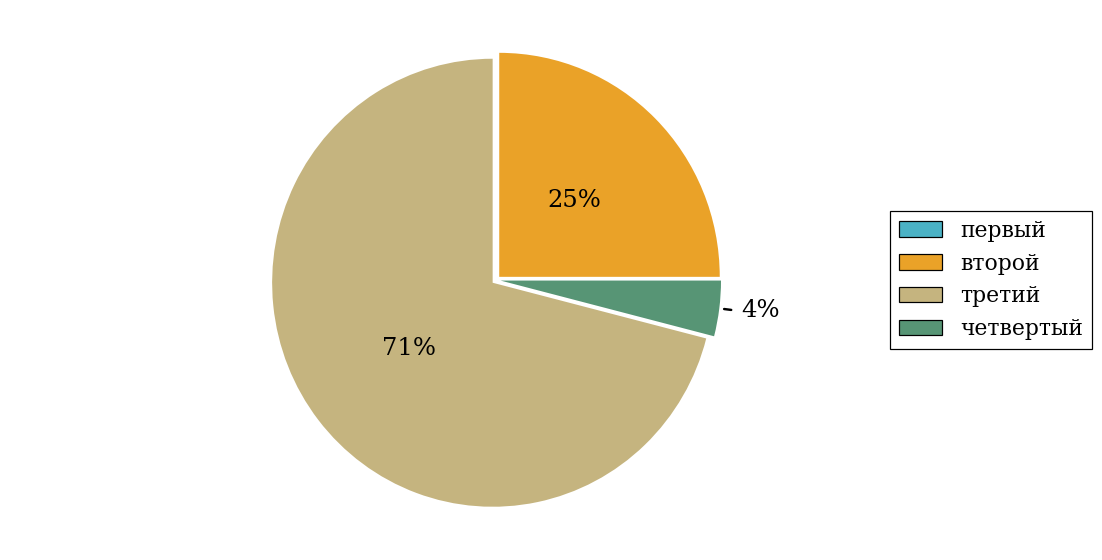 25%
71%
4%
первый
второй
третий
четвертый